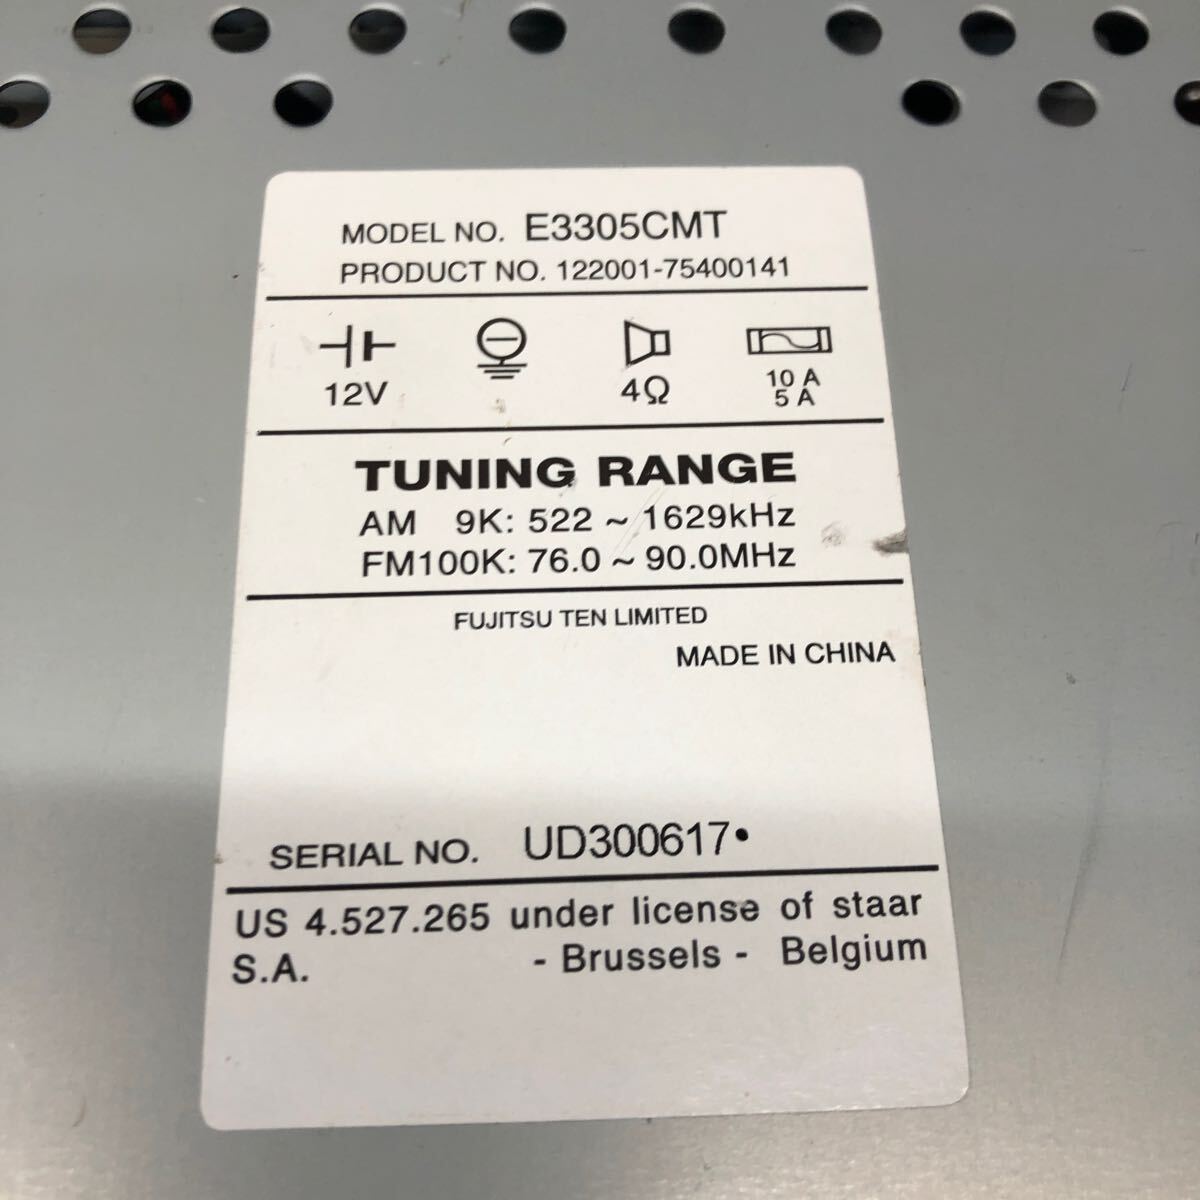 MODEL NO. E3305CMT
PRODUCT NO. 122001-75400141
12V 4Ω 10 A
5 A
TUNING RANGE
AM 9K: 522 ~ 1629kHz
FM100K: 76.0 ~ 90.0MHz
FUJITSU TEN LIMITED
MADE IN CHINA
SERIAL NO. UD300617•
US 4.527.265 under license of staar
S.A. - Brussels - Belgium